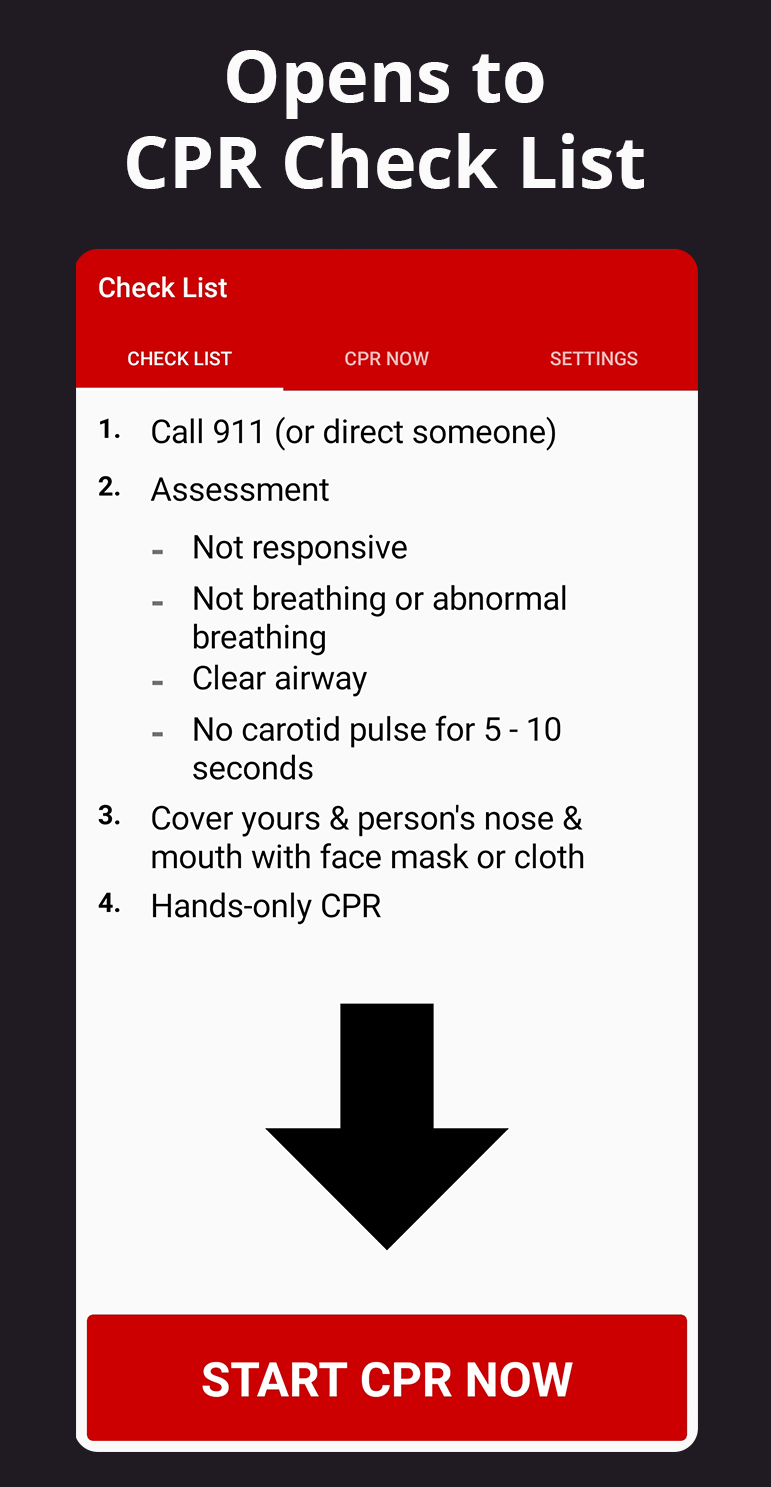 Opens to
CPR Check List
Check List
CHECK LIST CPR NOW SETTINGS
1. Call 911 (or direct someone)
2. Assessment
- Not responsive
- Not breathing or abnormal
breathing
- Clear airway
- No carotid pulse for 5 - 10
seconds
3. Cover yours & person's nose &
mouth with face mask or cloth
4. Hands-only CPR
START CPR NOW